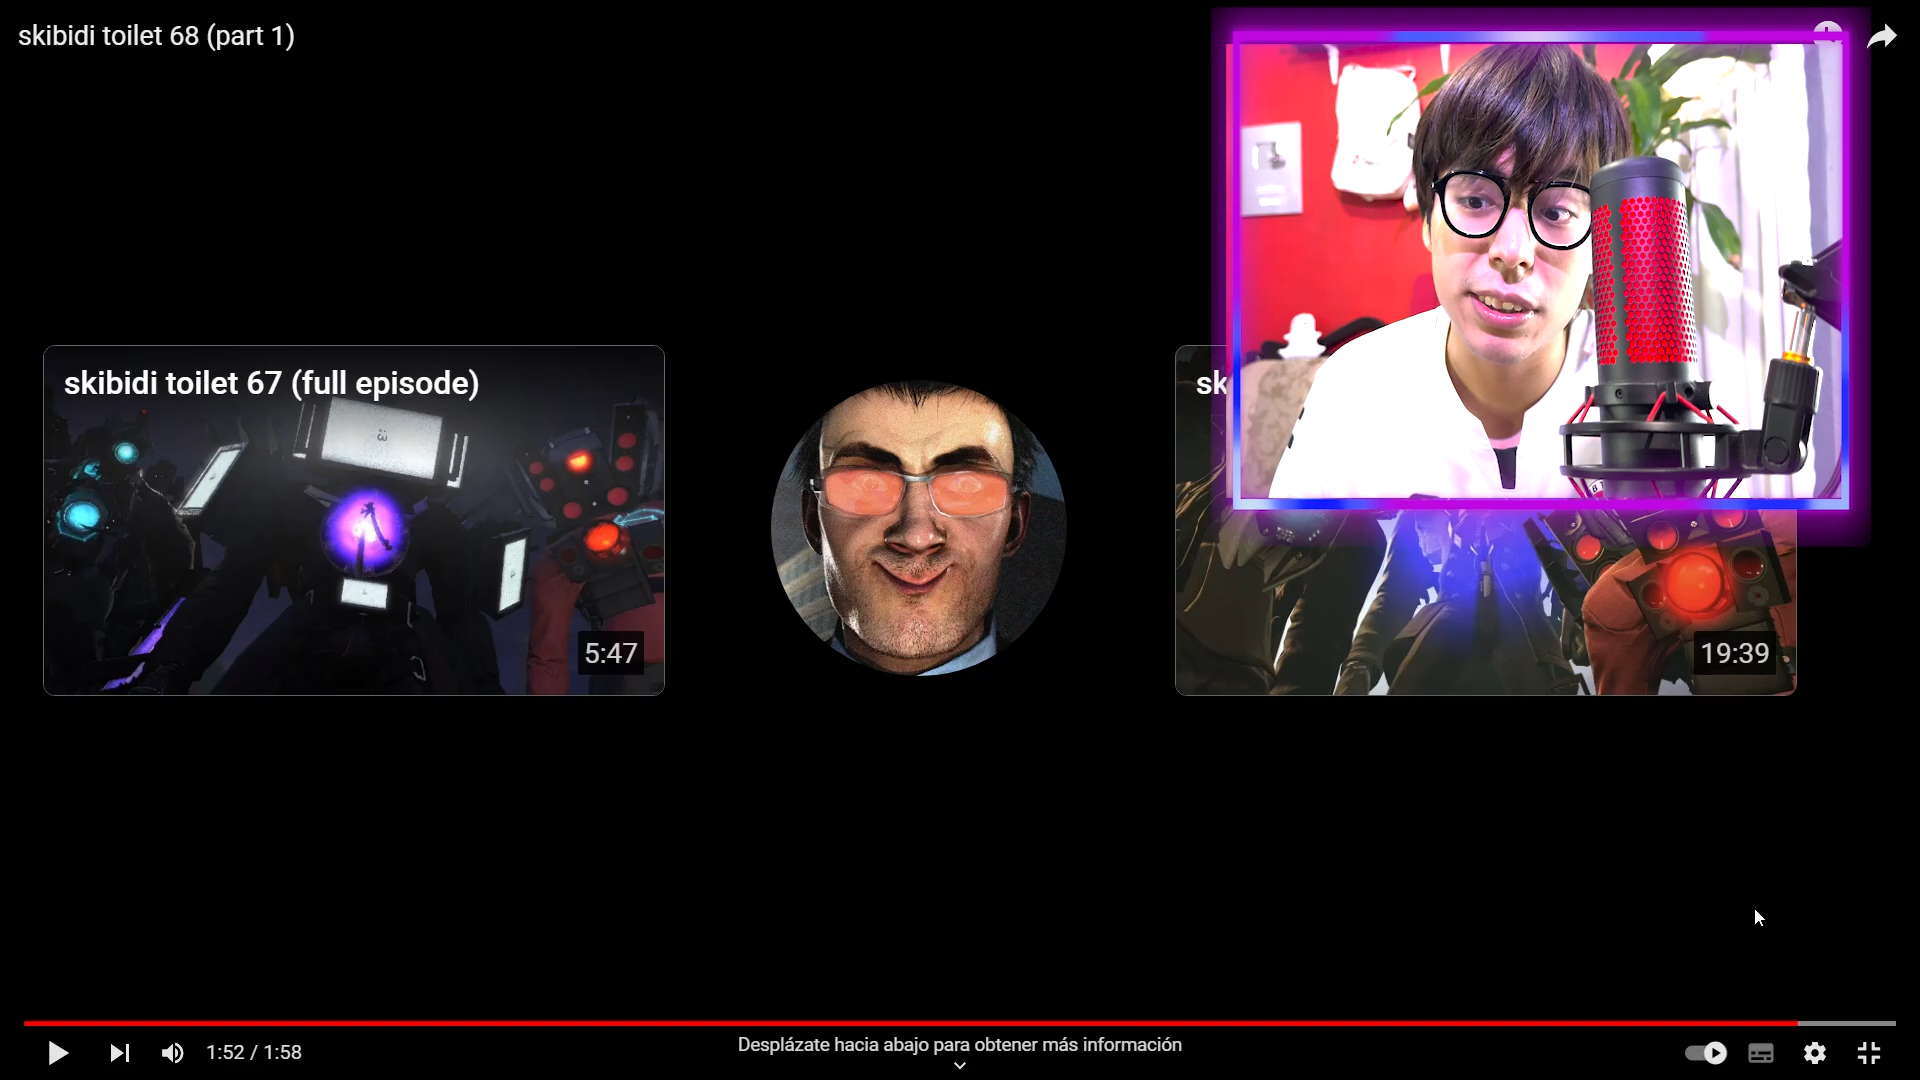 skibidi toilet 68 (part 1)
skibidi toilet 67 (full episode)
sk
5:47
19:39
1:52 / 1:58
Desplázate hacia abajo para obtener más información